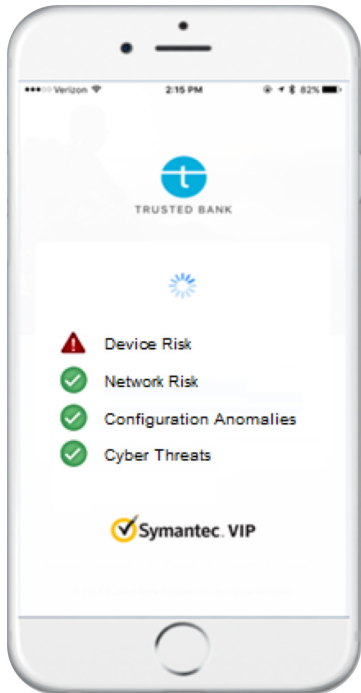 Verizon 2:15 PM 82%
t
TRUSTED BANK
Device Risk
Network Risk
Configuration Anomalies
Cyber Threats
Symantec. VIP